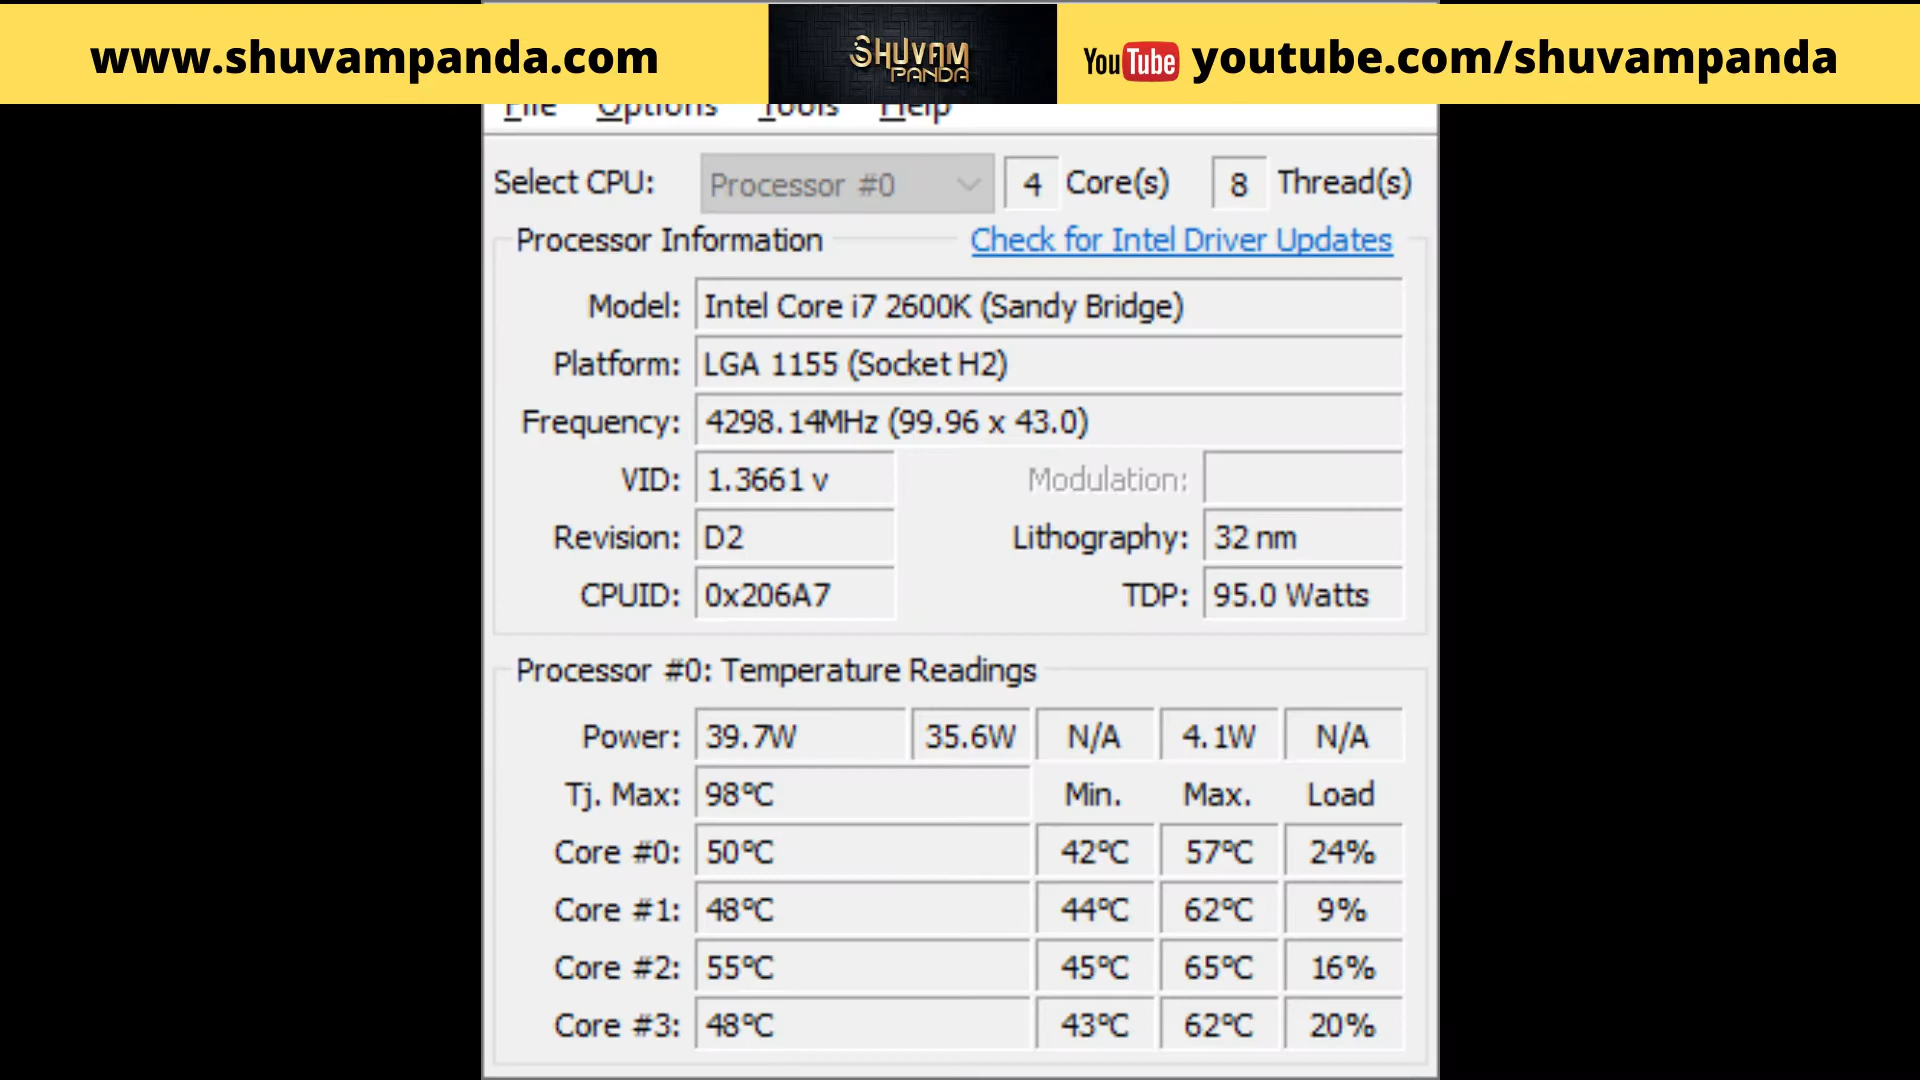 www.shuvampanda.com SHUVAM PANDA YouTube youtube.com/shuvampanda
File Options Tools Help
Select CPU: Processor #0 4 Core(s) 8 Thread(s)
Processor Information Check for Intel Driver Updates
Model: Intel Core i7 2600K (Sandy Bridge)
Platform: LGA 1155 (Socket H2)
Frequency: 4298.14MHz (99.96 x 43.0)
VID: 1.3661 v Modulation:
Revision: D2 Lithography: 32 nm
CPUID: 0x206A7 TDP: 95.0 Watts
Processor #0: Temperature Readings
Power: 39.7W 35.6W N/A 4.1W N/A
Tj. Max: 98°C Min. Max. Load
Core #0: 50°C 42°C 57°C 24%
Core #1: 48°C 44°C 62°C 9%
Core #2: 55°C 45°C 65°C 16%
Core #3: 48°C 43°C 62°C 20%